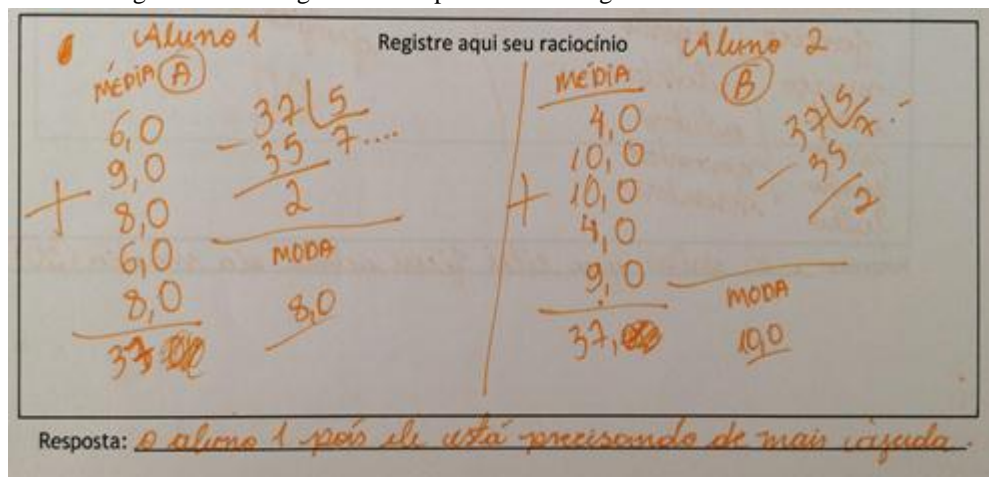 Registre aqui seu raciocínio
Aluno 1
MÉDIA A
6,0
9,0
+ 8,0
6,0
8,0
37
37 5
- 35 7....
2
MODA
8,0
Aluno 2
MÉDIA B
4,0
10,0
+ 10,0
4,0
9,0
37,
37 5
- 35
2
MODA
10,0
Resposta: o aluno 1 pois ele está precisando de mais ajuda.